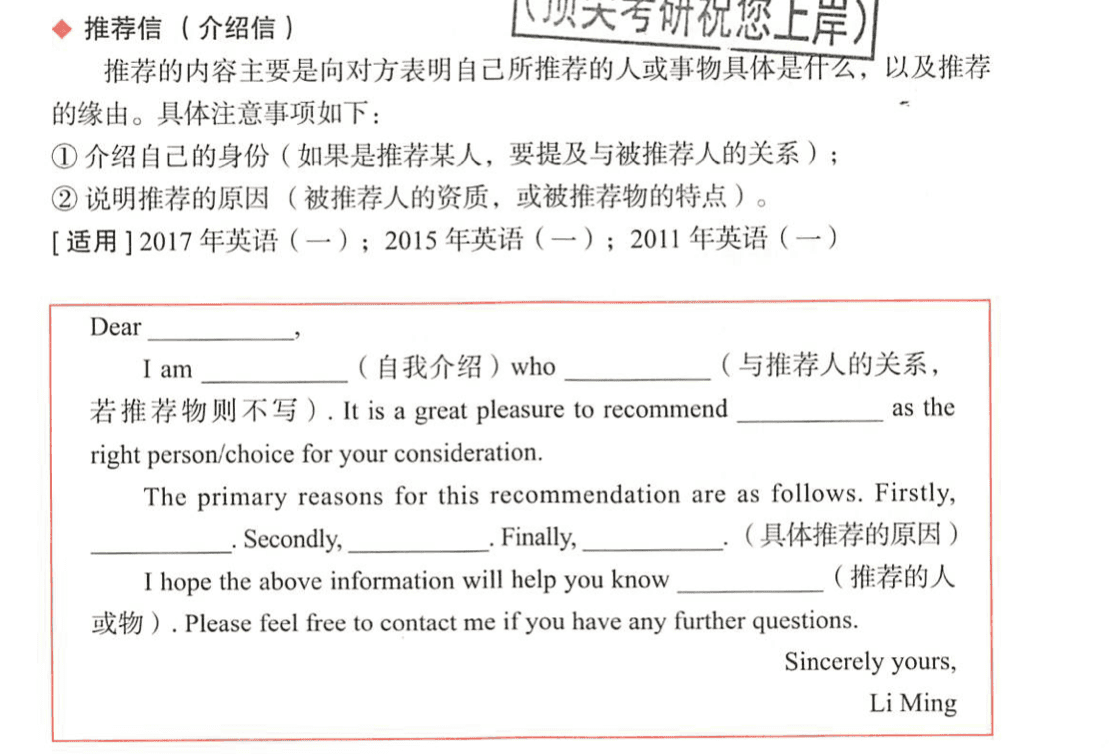 ◆ 推荐信（介绍信）
（顶尖考研祝您上岸）
推荐的内容主要是向对方表明自己所推荐的人或事物具体是什么，以及推荐
的缘由。具体注意事项如下：
① 介绍自己的身份（如果是推荐某人，要提及与被推荐人的关系）；
② 说明推荐的原因（被推荐人的资质，或被推荐物的特点）。
[ 适用 ] 2017 年英语（一）；2015 年英语（一）；2011 年英语（一）
Dear ___________,
I am ___________（自我介绍）who ___________（与推荐人的关系，
若推荐物则不写）. It is a great pleasure to recommend ___________ as the
right person/choice for your consideration.
The primary reasons for this recommendation are as follows. Firstly,
___________. Secondly, ___________. Finally, ___________.（具体推荐的原因）
I hope the above information will help you know ___________（推荐的人
或物）. Please feel free to contact me if you have any further questions.
Sincerely yours,
Li Ming